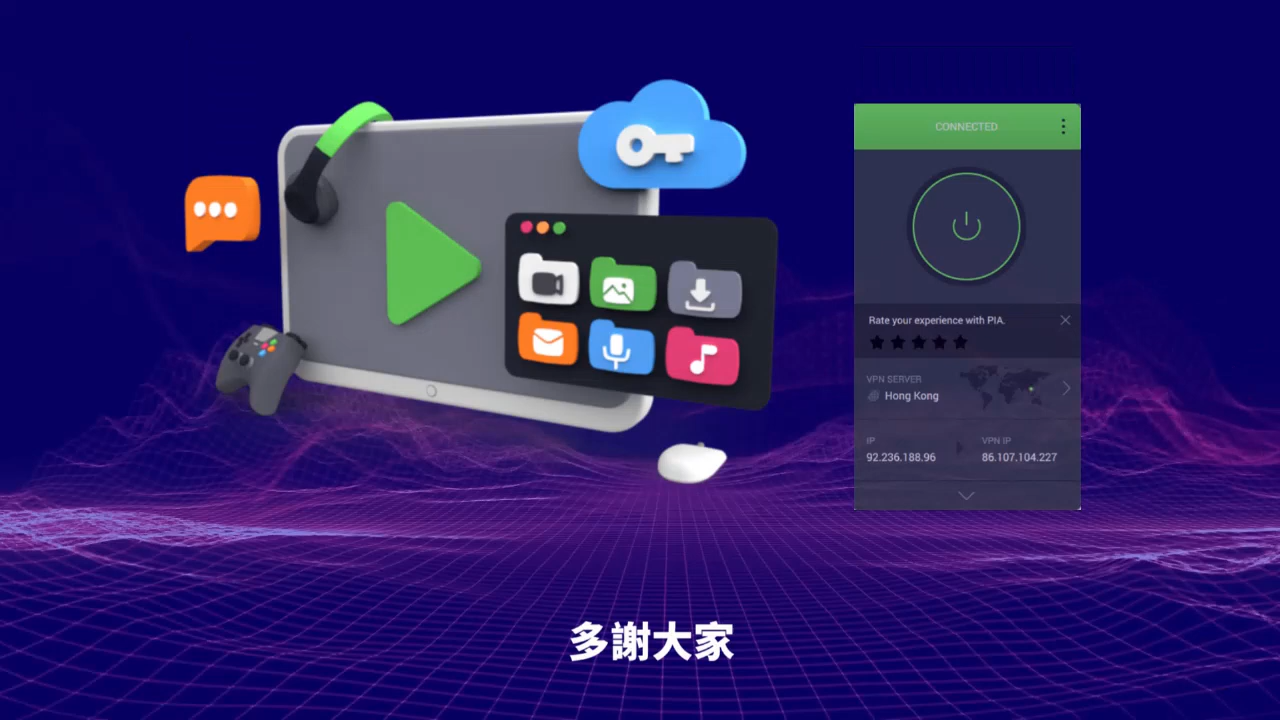 CONNECTED
Rate your experience with PIA.
VPN SERVER
Hong Kong
IP
92.236.188.96
VPN IP
86.107.104.227
多謝大家